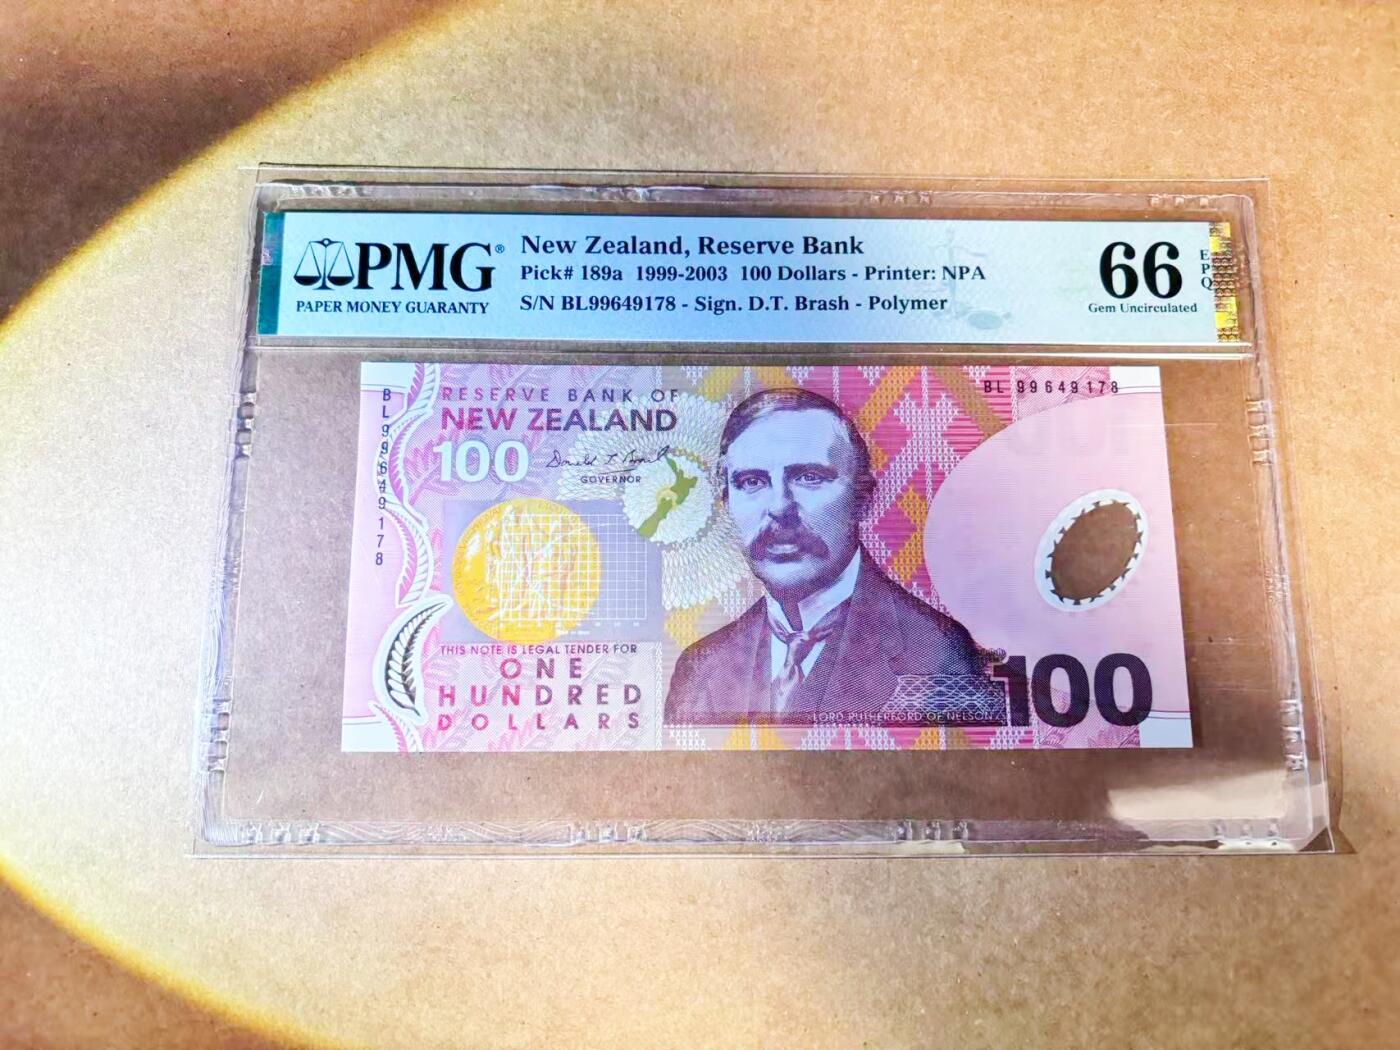 PMG®
PAPER MONEY GUARANTY
New Zealand, Reserve Bank
Pick# 189a 1999-2003 100 Dollars - Printer: NPA
S/N BL99649178 - Sign. D.T. Brash - Polymer
66
Gem Uncirculated
E
P
Q
BL99649178
RESERVE BANK OF
NEW ZEALAND
100
GOVERNOR
BL 99649178
THIS NOTE IS LEGAL TENDER FOR
ONE
HUNDRED
DOLLARS
LORD RUTHERFORD OF NELSON
100